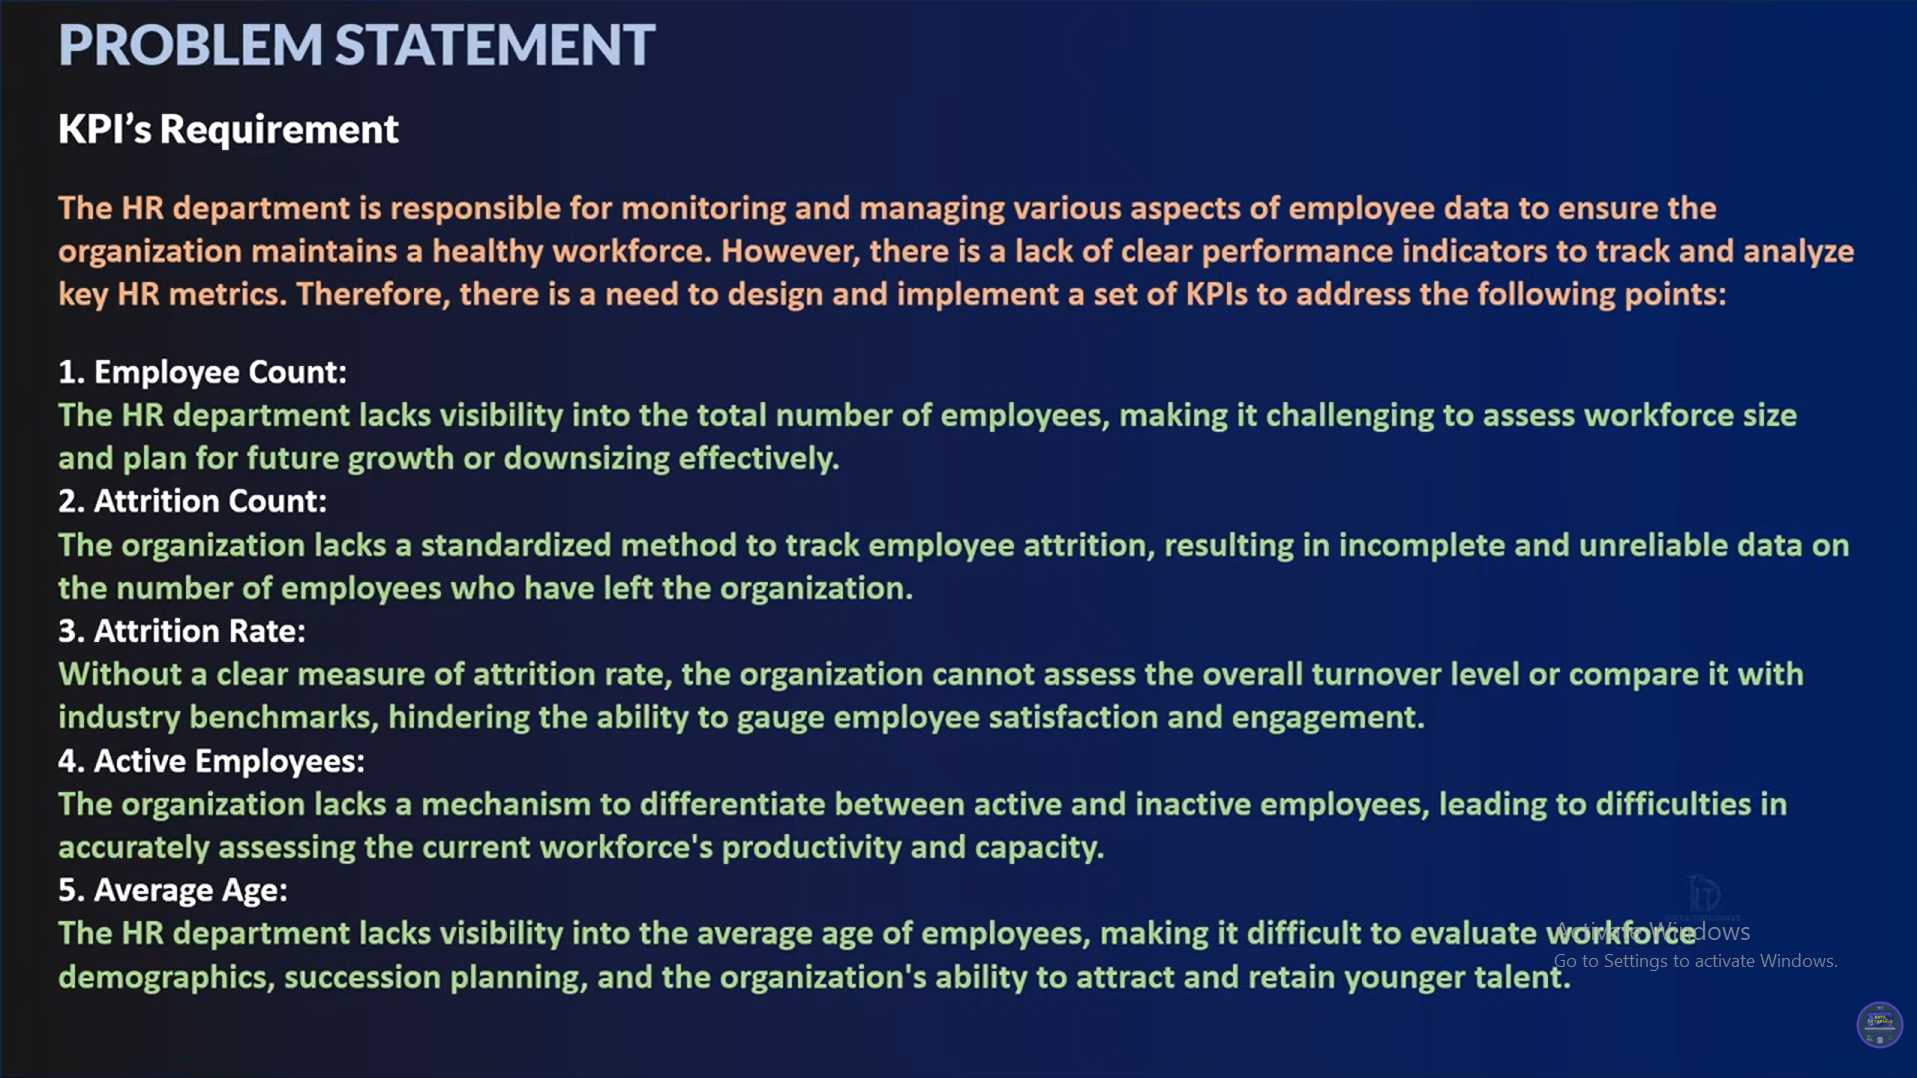 PROBLEM STATEMENT
KPI's Requirement
The HR department is responsible for monitoring and managing various aspects of employee data to ensure the
organization maintains a healthy workforce. However, there is a lack of clear performance indicators to track and analyze
key HR metrics. Therefore, there is a need to design and implement a set of KPIs to address the following points:
1. Employee Count:
The HR department lacks visibility into the total number of employees, making it challenging to assess workforce size
and plan for future growth or downsizing effectively.
2. Attrition Count:
The organization lacks a standardized method to track employee attrition, resulting in incomplete and unreliable data on
the number of employees who have left the organization.
3. Attrition Rate:
Without a clear measure of attrition rate, the organization cannot assess the overall turnover level or compare it with
industry benchmarks, hindering the ability to gauge employee satisfaction and engagement.
4. Active Employees:
The organization lacks a mechanism to differentiate between active and inactive employees, leading to difficulties in
accurately assessing the current workforce's productivity and capacity.
5. Average Age:
The HR department lacks visibility into the average age of employees, making it difficult to evaluate workforce
demographics, succession planning, and the organization's ability to attract and retain younger talent.
Activate Windows
Go to Settings to activate Windows.